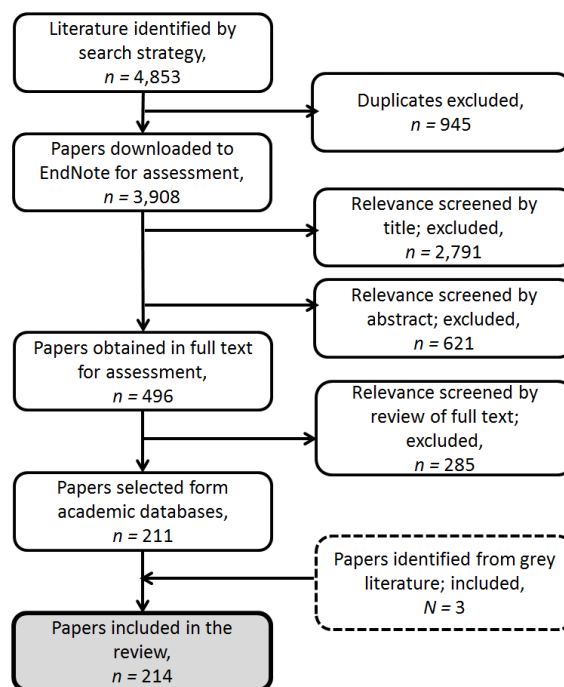 Literature identified by
search strategy,
n = 4,853
Duplicates excluded,
n = 945
Papers downloaded to
EndNote for assessment,
n = 3,908
Relevance screened by
title; excluded,
n = 2,791
Relevance screened by
abstract; excluded,
n = 621
Papers obtained in full text
for assessment,
n = 496
Relevance screened by
review of full text;
excluded,
n = 285
Papers selected form
academic databases,
n = 211
Papers identified from grey
literature; included,
N = 3
Papers included in the
review,
n = 214